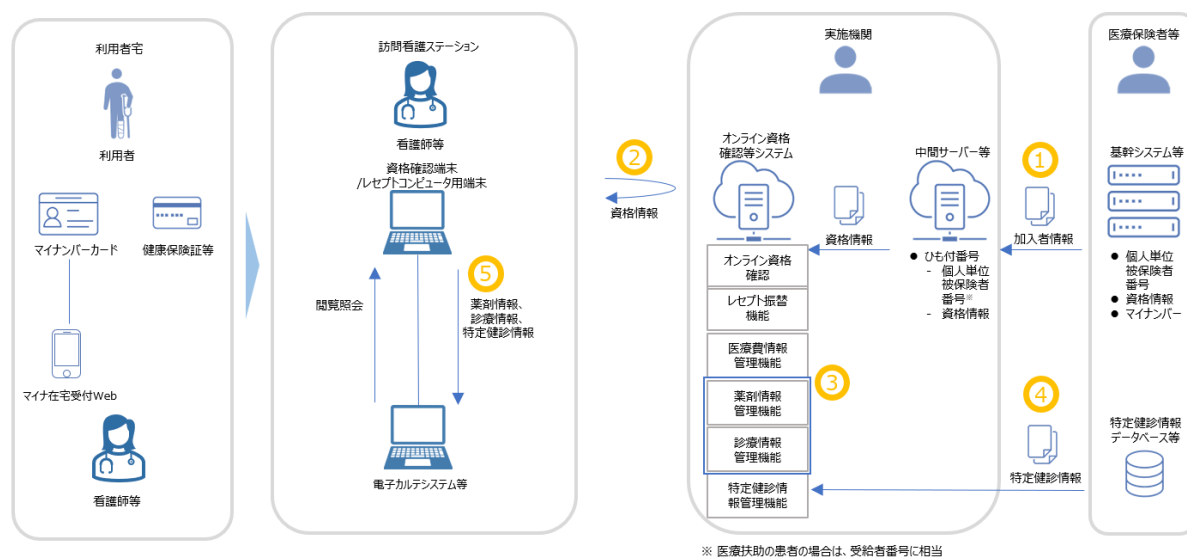 利用者宅
利用者
マイナンバーカード
健康保険証等
マイナ在宅受付Web
看護師等
訪問看護ステーション
看護師等
資格確認端末
/レセプトコンピュータ用端末
閲覧照会
5
薬剤情報、
診療情報、
特定健診情報
電子カルテシステム等
2
資格情報
実施機関
オンライン資格
確認等システム
資格情報
中間サーバー等
● ひも付番号
- 個人単位
被保険者
番号※
- 資格情報
オンライン資格
確認
レセプト振替
機能
医療費情報
管理機能
3
薬剤情報
管理機能
診療情報
管理機能
特定健診情
報管理機能
1
加入者情報
4
特定健診情報
医療保険者等
基幹システム等
● 個人単位
被保険者
番号
● 資格情報
● マイナンバー
特定健診情報
データベース等
※ 医療扶助の患者の場合は、受給者番号に相当